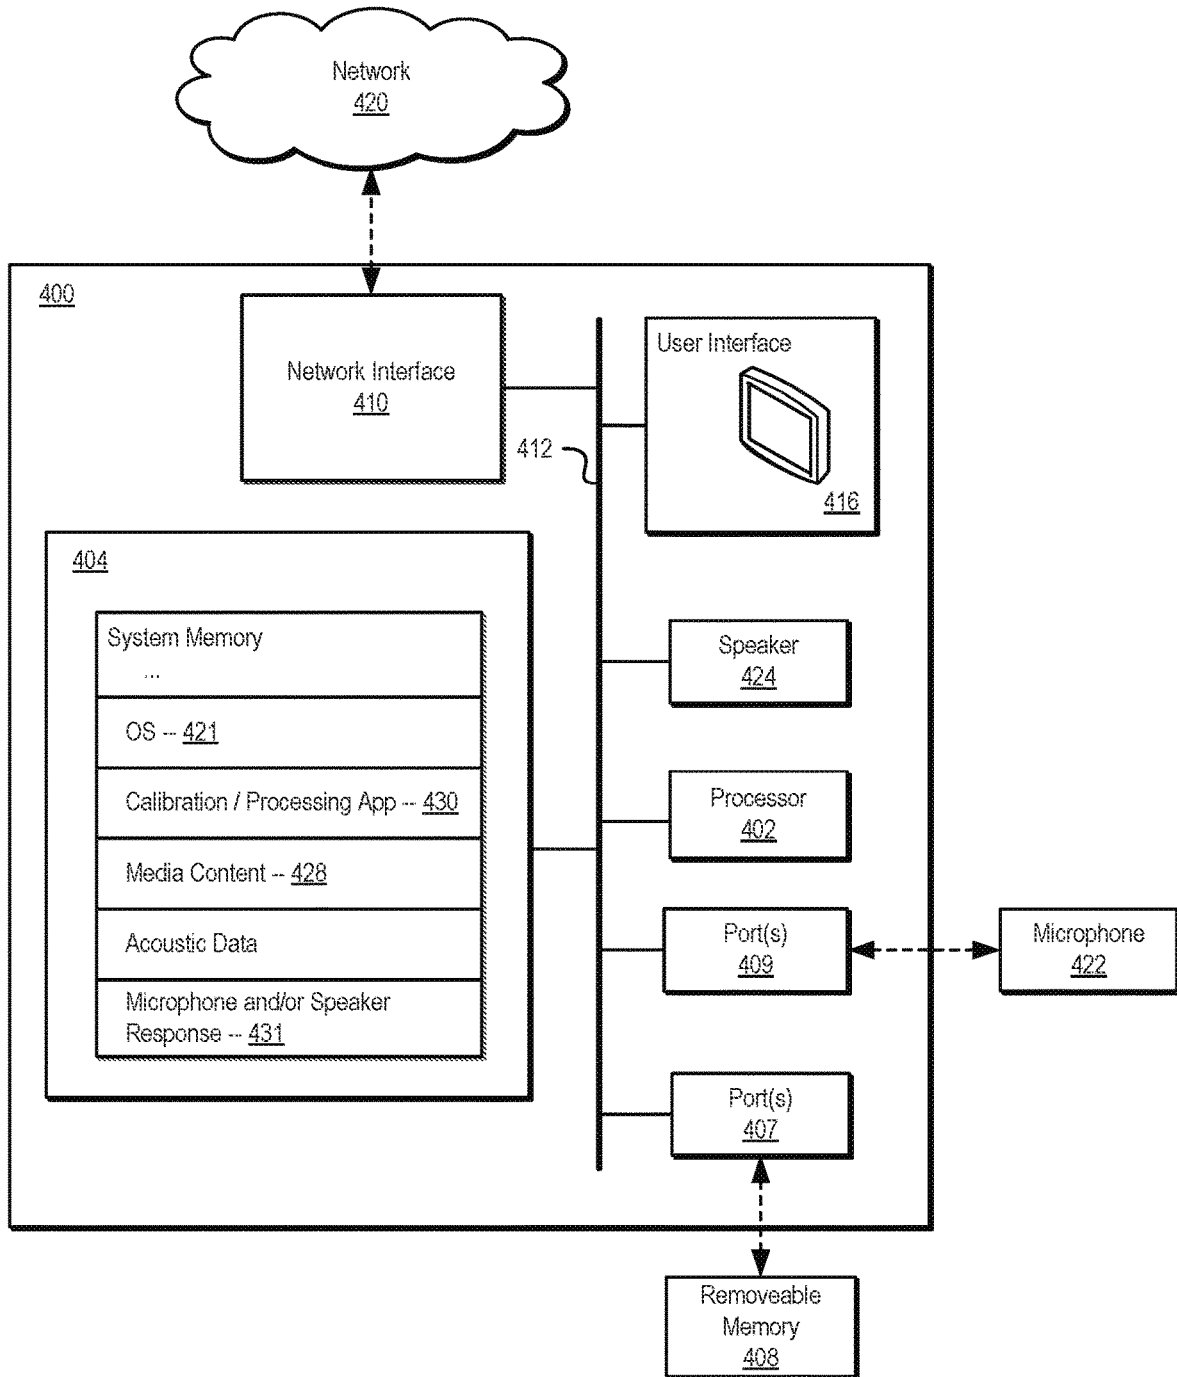 Network
420
400
Network Interface
410
User Interface
416
412
404
System Memory
...
OS -- 421
Calibration / Processing App -- 430
Media Content -- 428
Acoustic Data
Microphone and/or Speaker
Response -- 431
Speaker
424
Processor
402
Port(s)
409
Microphone
422
Port(s)
407
Removeable
Memory
408